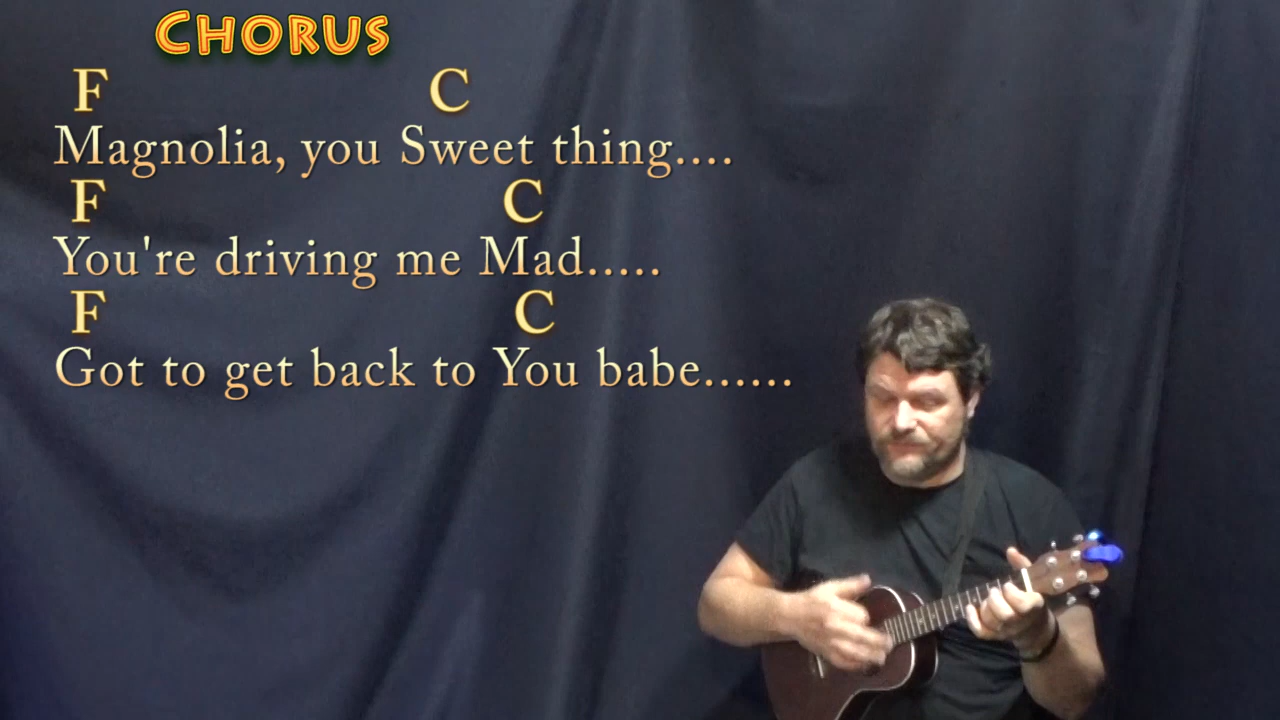 CHORUS
F C
Magnolia, you Sweet thing....
F C
You're driving me Mad.....
F C
Got to get back to You babe......